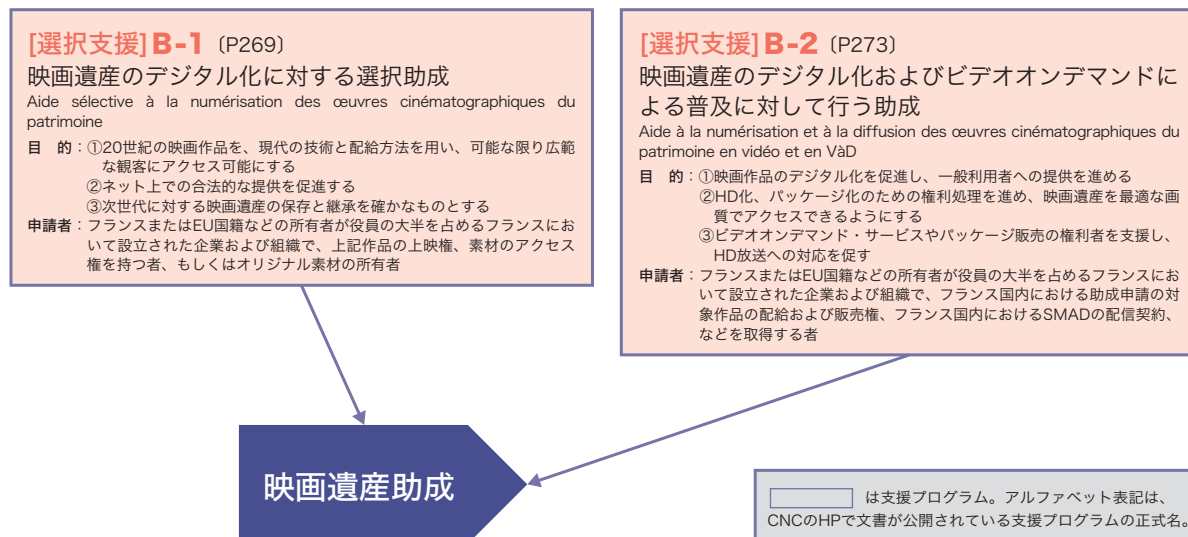 [選択支援] B-1〔P269〕
映画遺産のデジタル化に対する選択助成
Aide sélective à la numérisation des œuvres cinématographiques du
patrimoine
目　的：①20世紀の映画作品を、現代の技術と配給方法を用い、可能な限り広範
な観客にアクセス可能にする
②ネット上での合法的な提供を促進する
③次世代に対する映画遺産の保存と継承を確かなものとする
申請者：フランスまたはEU国籍などの所有者が役員の大半を占めるフランスにお
いて設立された企業および組織で、上記作品の上映権、素材のアクセス
権を持つ者、もしくはオリジナル素材の所有者
[選択支援] B-2〔P273〕
映画遺産のデジタル化およびビデオオンデマンドに
よる普及に対して行う助成
Aide à la numérisation et à la diffusion des œuvres cinématographiques du
patrimoine en vidéo et en VàD
目　的：①映画作品のデジタル化を促進し、一般利用者への提供を進める
②HD化、パッケージ化のための権利処理を進め、映画遺産を最適な画
質でアクセスできるようにする
③ビデオオンデマンド・サービスやパッケージ販売の権利者を支援し、
HD放送への対応を促す
申請者：フランスまたはEU国籍などの所有者が役員の大半を占めるフランスにお
いて設立された企業および組織で、フランス国内における助成申請の対
象作品の配給および販売権、フランス国内におけるSMADの配信契約、
などを取得する者
映画遺産助成
は支援プログラム。アルファベット表記は、
CNCのHPで文書が公開されている支援プログラムの正式名。